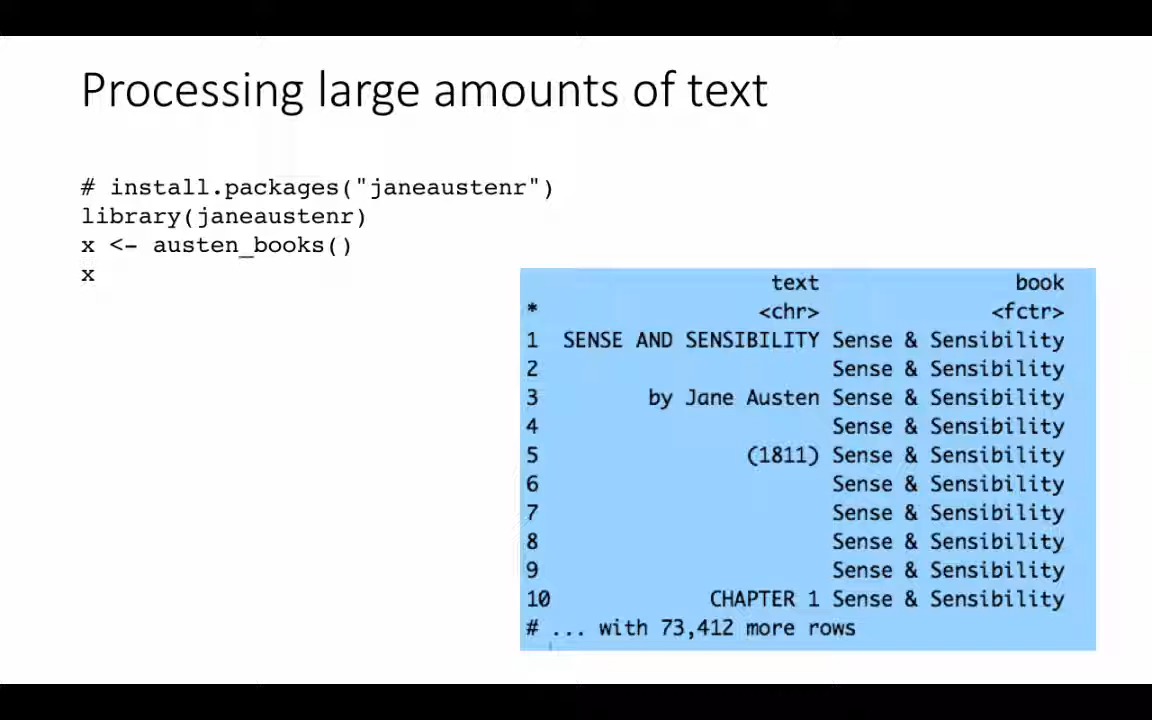 Processing large amounts of text
# install.packages("janeaustenr")
library(janeaustenr)
x <- austen_books()
x
text book
* <chr> <fctr>
1 SENSE AND SENSIBILITY Sense & Sensibility
2 Sense & Sensibility
3 by Jane Austen Sense & Sensibility
4 Sense & Sensibility
5 (1811) Sense & Sensibility
6 Sense & Sensibility
7 Sense & Sensibility
8 Sense & Sensibility
9 Sense & Sensibility
10 CHAPTER 1 Sense & Sensibility
# ... with 73,412 more rows